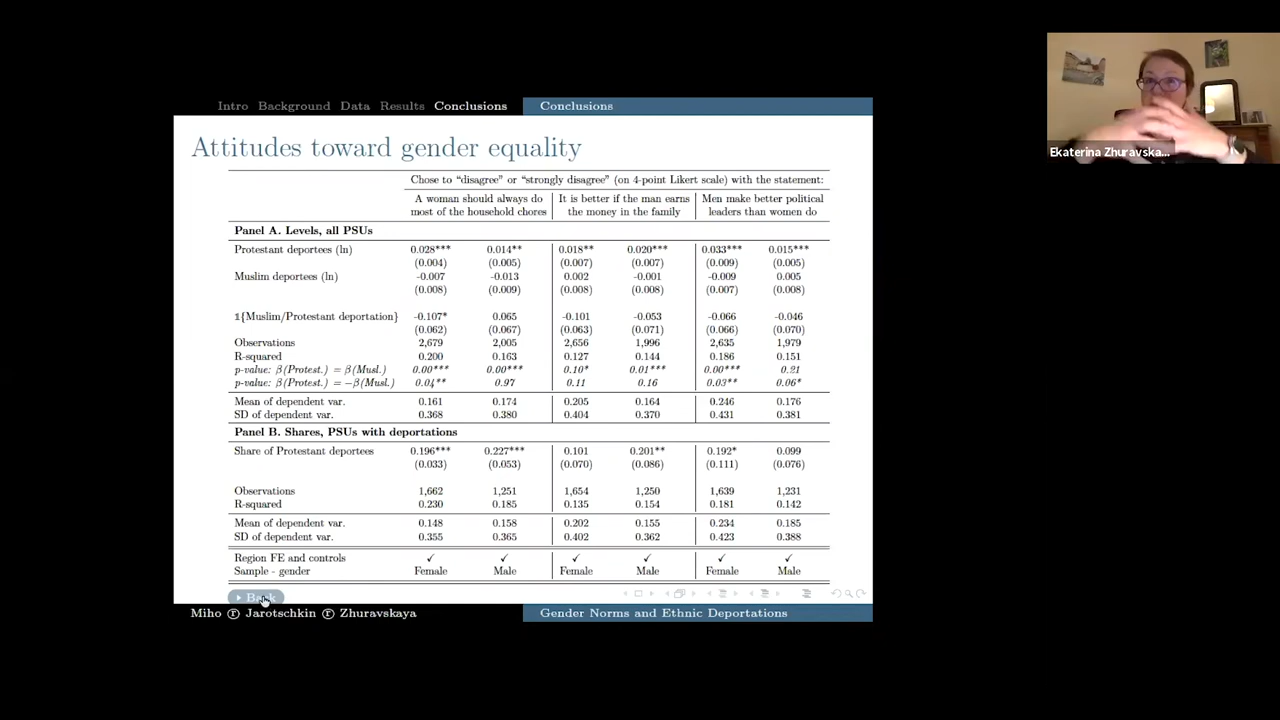 Intro Background Data Results Conclusions Conclusions
Attitudes toward gender equality
Chose to "disagree" or "strongly disagree" (on 4-point Likert scale) with the statement:
A woman should always do It is better if the man earns Men make better political
most of the household chores the money in the family leaders than women do
Panel A. Levels, all PSUs
Protestant deportees (ln) 0.028*** 0.014** 0.018** 0.020*** 0.033*** 0.015***
(0.004) (0.005) (0.007) (0.007) (0.009) (0.005)
Muslim deportees (ln) -0.007 -0.013 0.002 -0.001 -0.009 0.005
(0.008) (0.009) (0.008) (0.008) (0.007) (0.008)
1{Muslim/Protestant deportation} -0.107* 0.065 -0.101 -0.053 -0.066 -0.046
(0.062) (0.067) (0.063) (0.071) (0.066) (0.070)
Observations 2,679 2,005 2,656 1,996 2,635 1,979
R-squared 0.200 0.163 0.127 0.144 0.186 0.151
p-value: β(Protest.) = β(Musl.) 0.00*** 0.00*** 0.10* 0.01*** 0.00*** 0.21
p-value: β(Protest.) = −β(Musl.) 0.04** 0.97 0.11 0.16 0.03** 0.06*
Mean of dependent var. 0.161 0.174 0.205 0.164 0.246 0.176
SD of dependent var. 0.368 0.380 0.404 0.370 0.431 0.381
Panel B. Shares, PSUs with deportations
Share of Protestant deportees 0.196*** 0.227*** 0.101 0.201** 0.192* 0.099
(0.033) (0.053) (0.070) (0.086) (0.111) (0.076)
Observations 1,662 1,251 1,654 1,250 1,639 1,231
R-squared 0.230 0.185 0.135 0.154 0.181 0.142
Mean of dependent var. 0.148 0.158 0.202 0.155 0.234 0.185
SD of dependent var. 0.355 0.365 0.402 0.362 0.423 0.388
Region FE and controls ✓ ✓ ✓ ✓ ✓ ✓
Sample - gender Female Male Female Male Female Male
Back
Miho ⓡ Jarotschkin ⓡ Zhuravskaya Gender Norms and Ethnic Deportations
Ekaterina Zhuravska...